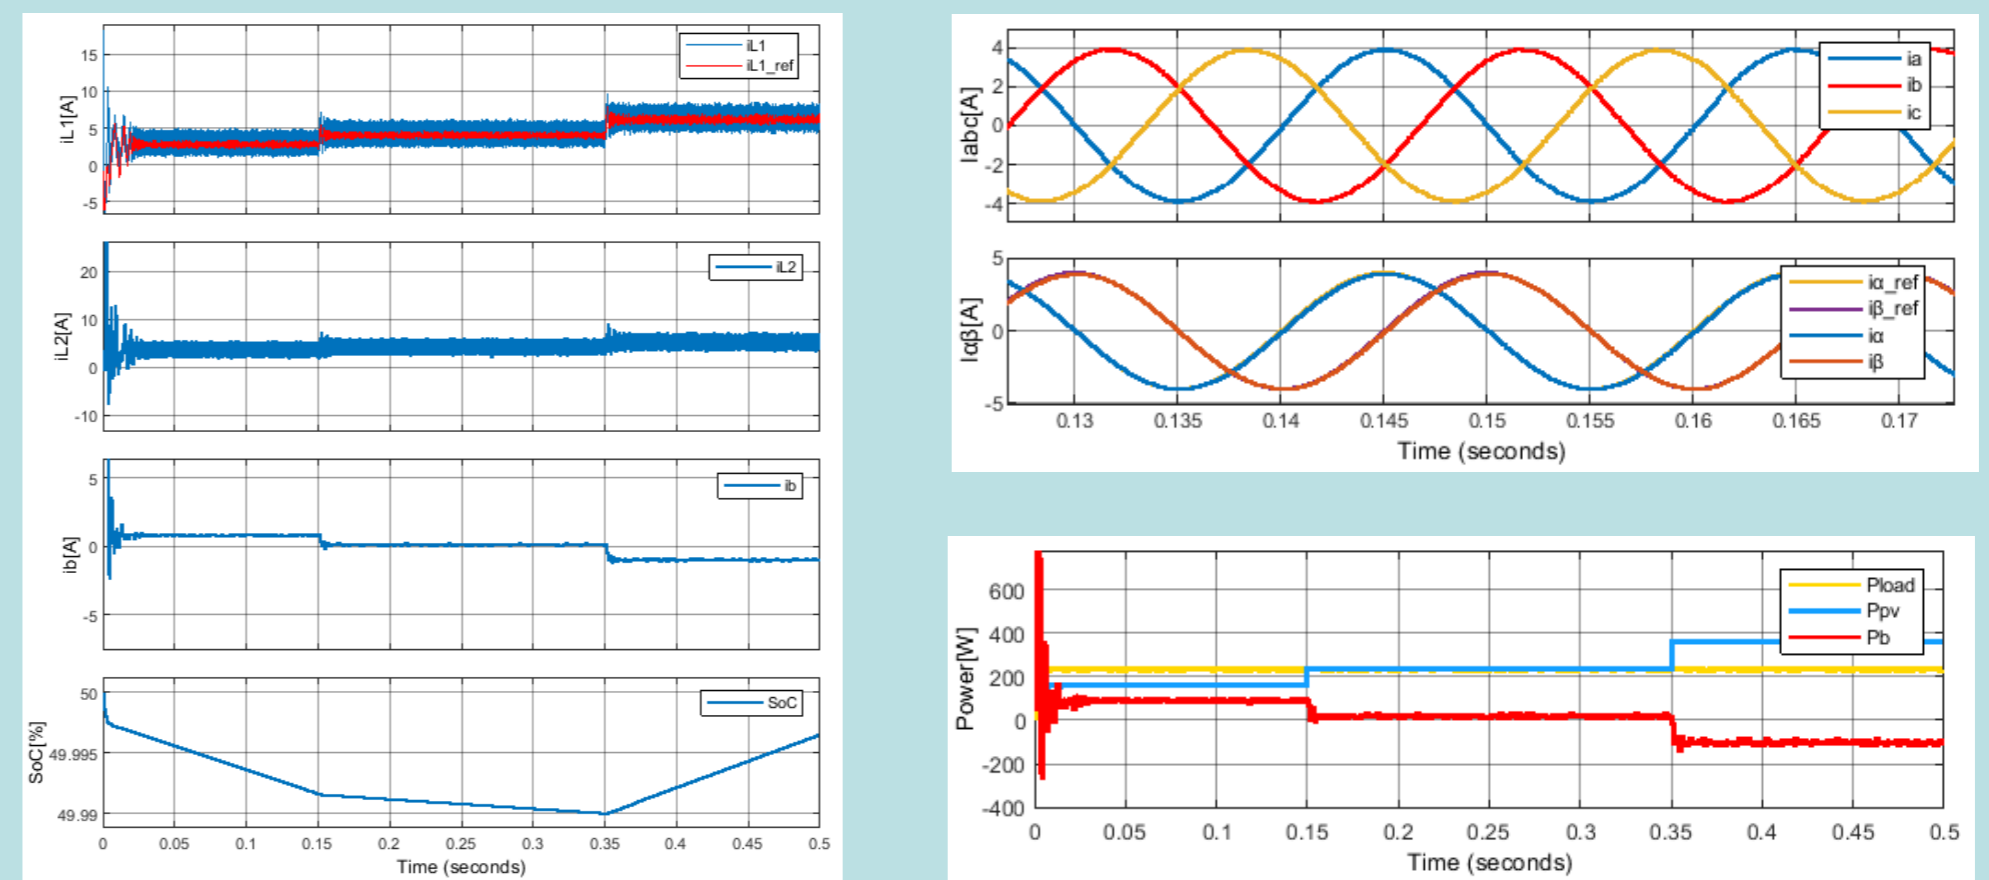 iL1[A]
15
10
5
0
-5
iL1
iL1_ref
iL2[A]
20
10
0
-10
iL2
ib[A]
5
0
-5
ib
SoC[%]
50
49.995
49.99
SoC
0 0.05 0.1 0.15 0.2 0.25 0.3 0.35 0.4 0.45 0.5
Time (seconds)
Iabc[A]
4
2
0
-2
-4
ia
ib
ic
Iαβ[A]
5
0
-5
iα_ref
iβ_ref
iα
iβ
0.13 0.135 0.14 0.145 0.15 0.155 0.16 0.165 0.17
Time (seconds)
Power[W]
600
400
200
0
-200
-400
Pload
Ppv
Pb
0 0.05 0.1 0.15 0.2 0.25 0.3 0.35 0.4 0.45 0.5
Time (seconds)